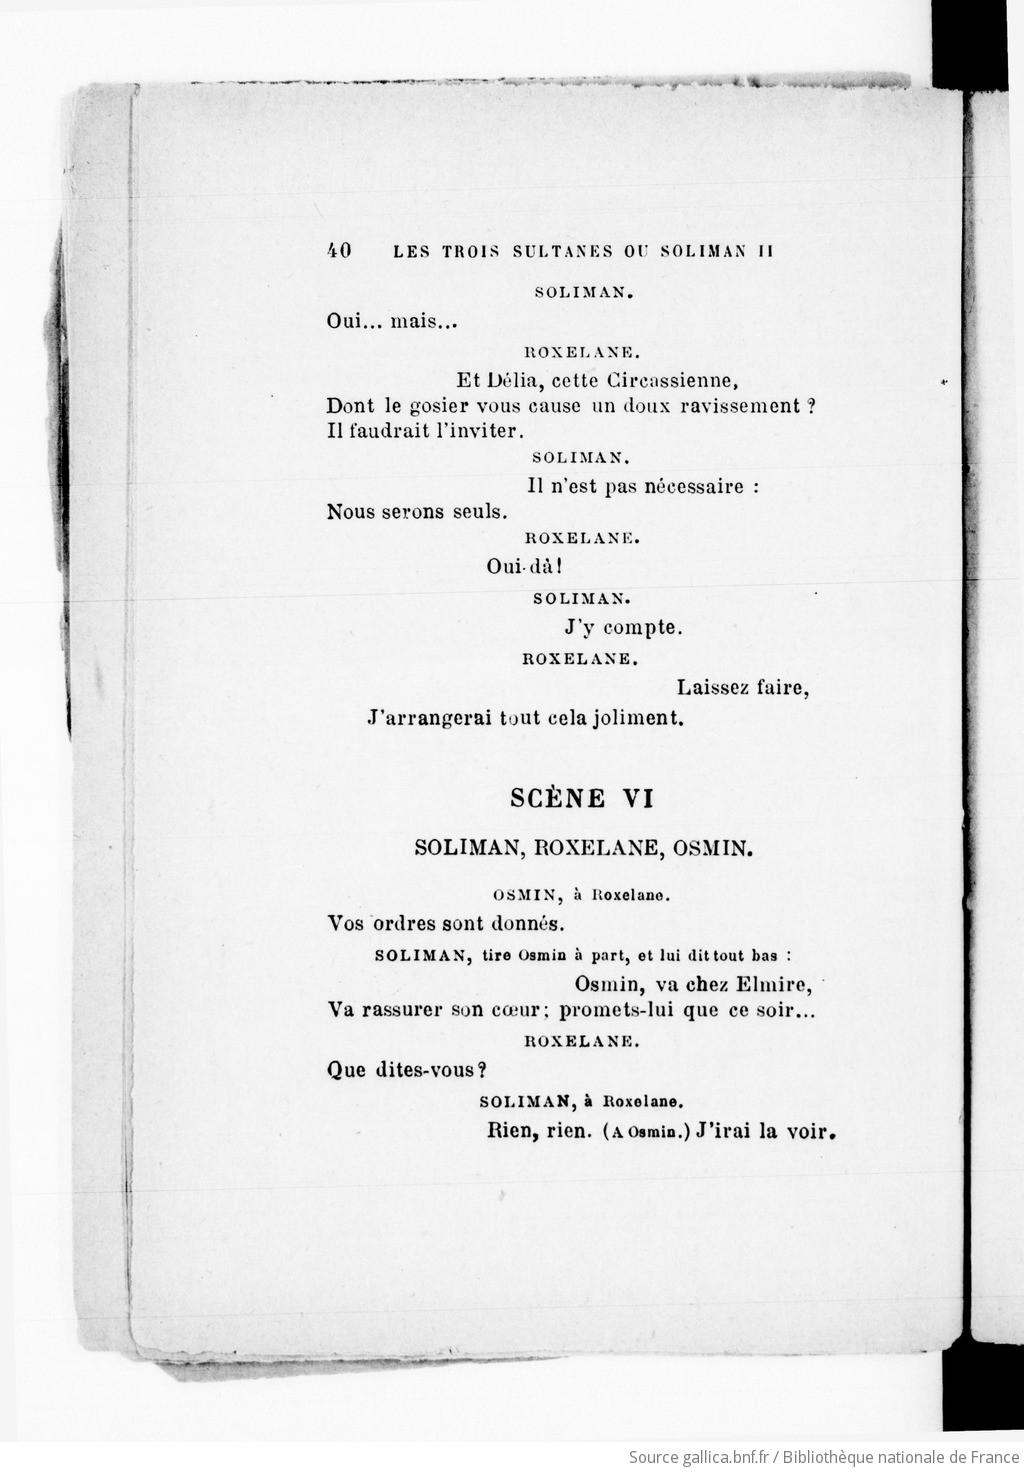 40 LES TROIS SULTANES OU SOLIMAN II
SOLIMAN.
Oui... mais...
ROXELANE.
Et Délia, cette Circassienne,
Dont le gosier vous cause un doux ravissement ?
Il faudrait l'inviter.
SOLIMAN.
Il n'est pas nécessaire :
Nous serons seuls.
ROXELANE.
Oui-dà!
SOLIMAN.
J'y compte.
ROXELANE.
Laissez faire,
J'arrangerai tout cela joliment.
SCÈNE VI
SOLIMAN, ROXELANE, OSMIN.
OSMIN, à Roxelane.
Vos ordres sont donnés.
SOLIMAN, tire Osmin à part, et lui dit tout bas :
Osmin, va chez Elmire,
Va rassurer son cœur; promets-lui que ce soir...
ROXELANE.
Que dites-vous?
SOLIMAN, à Roxelane.
Rien, rien. (A Osmin.) J'irai la voir.
Source gallica.bnf.fr / Bibliothèque nationale de France